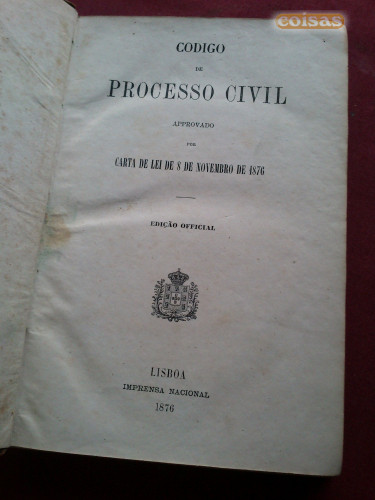 coisas
CODIGO
DE
PROCESSO CIVIL
APPROVADO
POR
CARTA DE LEI DE 8 DE NOVEMBRO DE 1876
EDIÇÃO OFFICIAL
LISBOA
IMPRENSA NACIONAL
1876